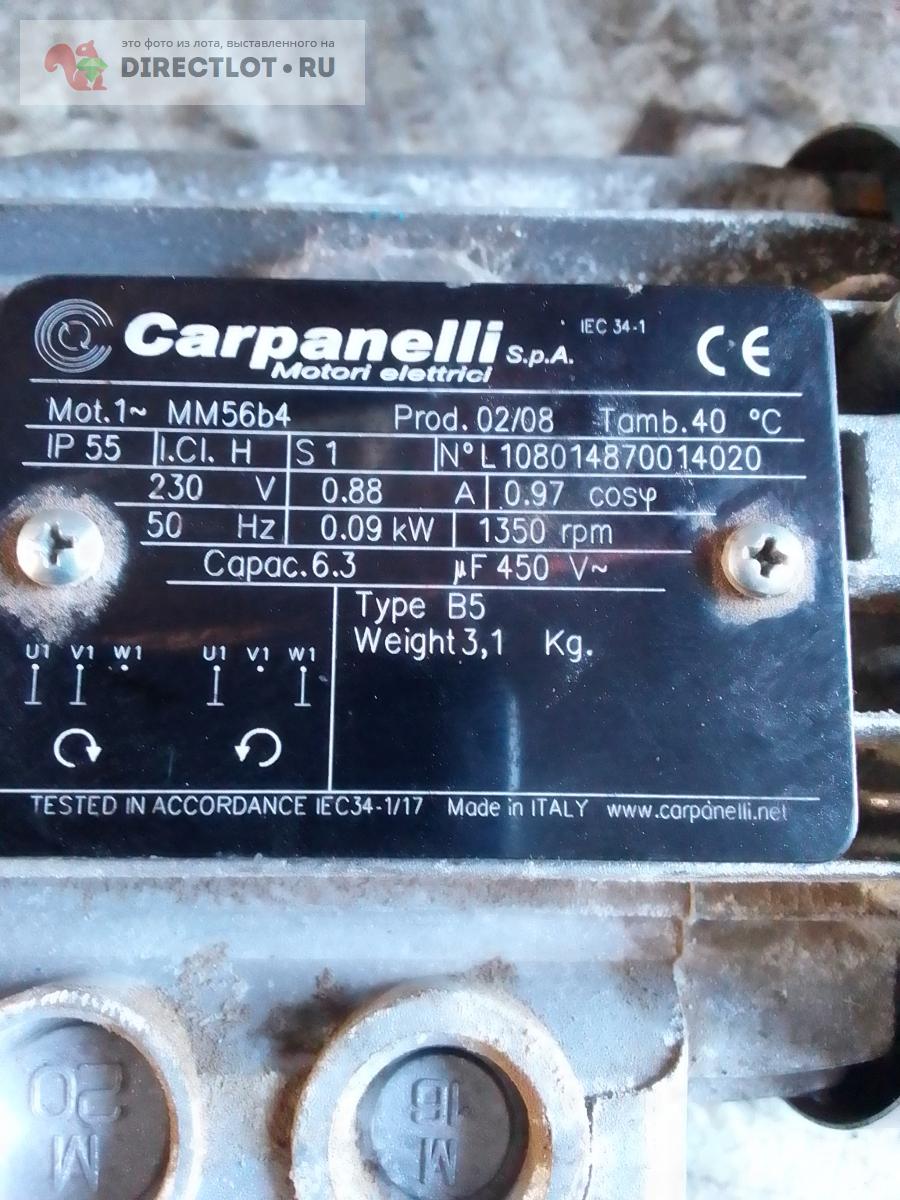 это фото из лота, выставленного на
DIRECTLOT.RU
Carpanelli S.p.A. IEC 34-1 CE
Motori elettrici
Mot.1~ MM56b4 Prod. 02/08 Tamb. 40 °C
IP 55 I.Cl. H S 1 N° L108014870014020
230 V 0.88 A 0.97 cosφ
50 Hz 0.09 kW 1350 rpm
Capac. 6.3 µF 450 V~
Type B5
Weight 3,1 Kg.
U1 V1 W1 U1 V1 W1
TESTED IN ACCORDANCE IEC34-1/17 Made in ITALY www.carpanelli.net
M 20
M 16